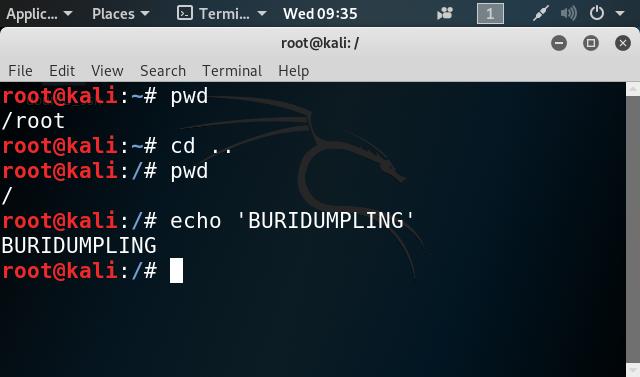 Applic... Places Termi... Wed 09:35 1
root@kali: /
File Edit View Search Terminal Help
root@kali:~# pwd
/root
root@kali:~# cd ..
root@kali:/# pwd
/
root@kali:/# echo 'BURIDUMPLING'
BURIDUMPLING
root@kali:/#